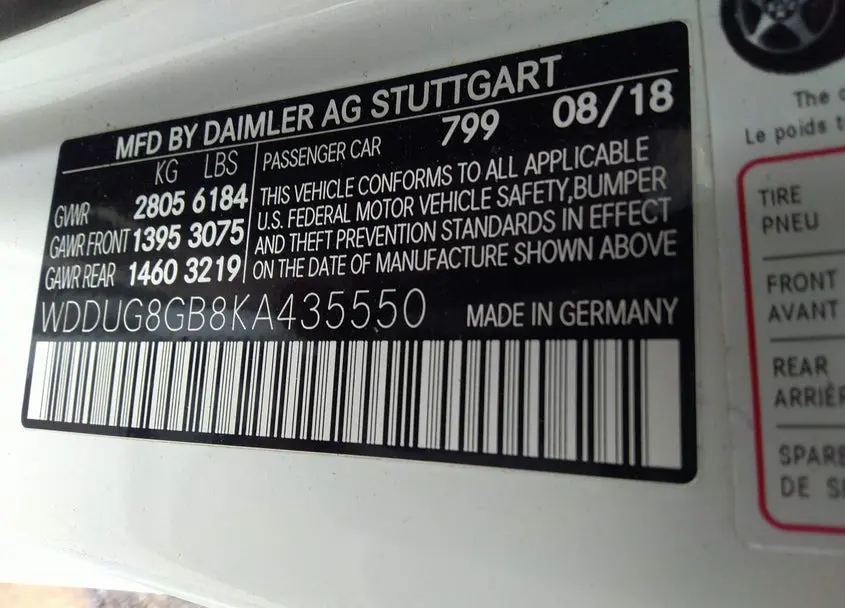 MFD BY DAIMLER AG STUTTGART
KG LBS
PASSENGER CAR 799 08/18
GVWR 2805 6184
GAWR FRONT 1395 3075
GAWR REAR 1460 3219
THIS VEHICLE CONFORMS TO ALL APPLICABLE
U.S. FEDERAL MOTOR VEHICLE SAFETY,BUMPER
AND THEFT PREVENTION STANDARDS IN EFFECT
ON THE DATE OF MANUFACTURE SHOWN ABOVE
WDDUG8GB8KA435550 MADE IN GERMANY
The
Le poids
TIRE
PNEU
FRONT
AVANT
REAR
ARRIÈR
SPARE
DE